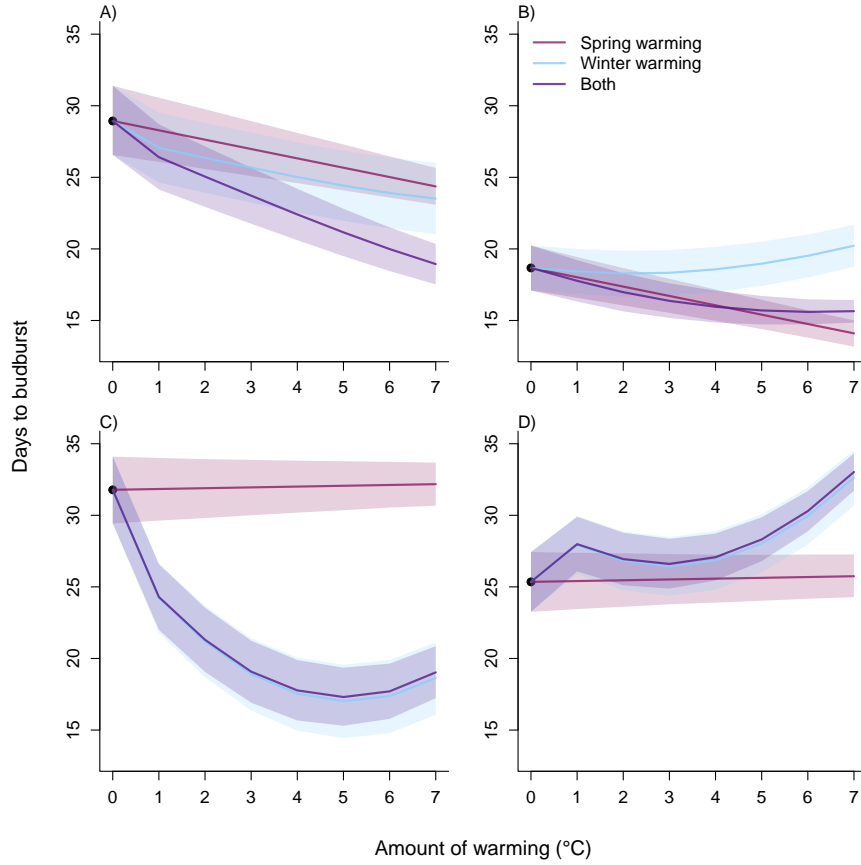 A)
35
30
25
20
15
0 1 2 3 4 5 6 7
B)
Spring warming
Winter warming
Both
35
30
25
20
15
0 1 2 3 4 5 6 7
C)
35
30
25
20
15
0 1 2 3 4 5 6 7
D)
35
30
25
20
15
0 1 2 3 4 5 6 7
Days to budburst
Amount of warming (°C)